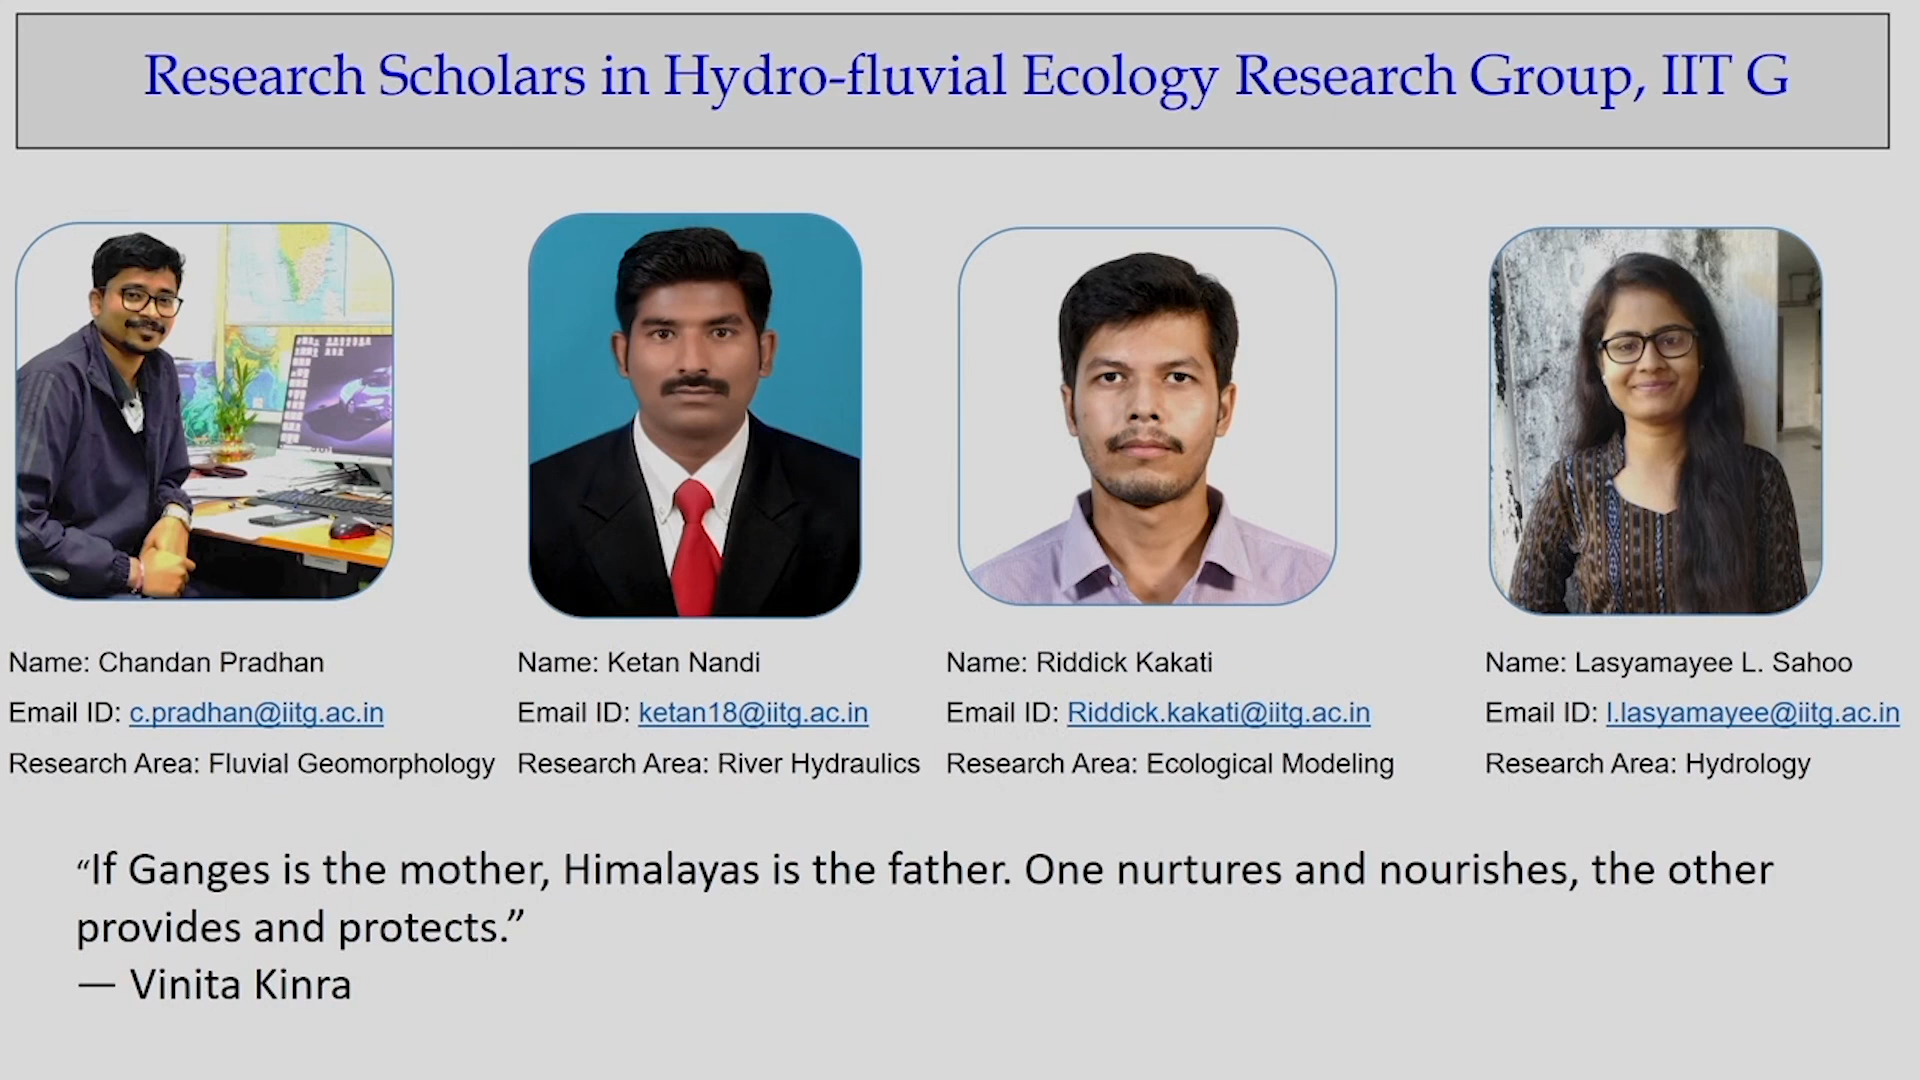 Research Scholars in Hydro-fluvial Ecology Research Group, IIT G
Name: Chandan Pradhan
Email ID: c.pradhan@iitg.ac.in
Research Area: Fluvial Geomorphology
Name: Ketan Nandi
Email ID: ketan18@iitg.ac.in
Research Area: River Hydraulics
Name: Riddick Kakati
Email ID: Riddick.kakati@iitg.ac.in
Research Area: Ecological Modeling
Name: Lasyamayee L. Sahoo
Email ID: l.lasyamayee@iitg.ac.in
Research Area: Hydrology
“If Ganges is the mother, Himalayas is the father. One nurtures and nourishes, the other
provides and protects.”
— Vinita Kinra